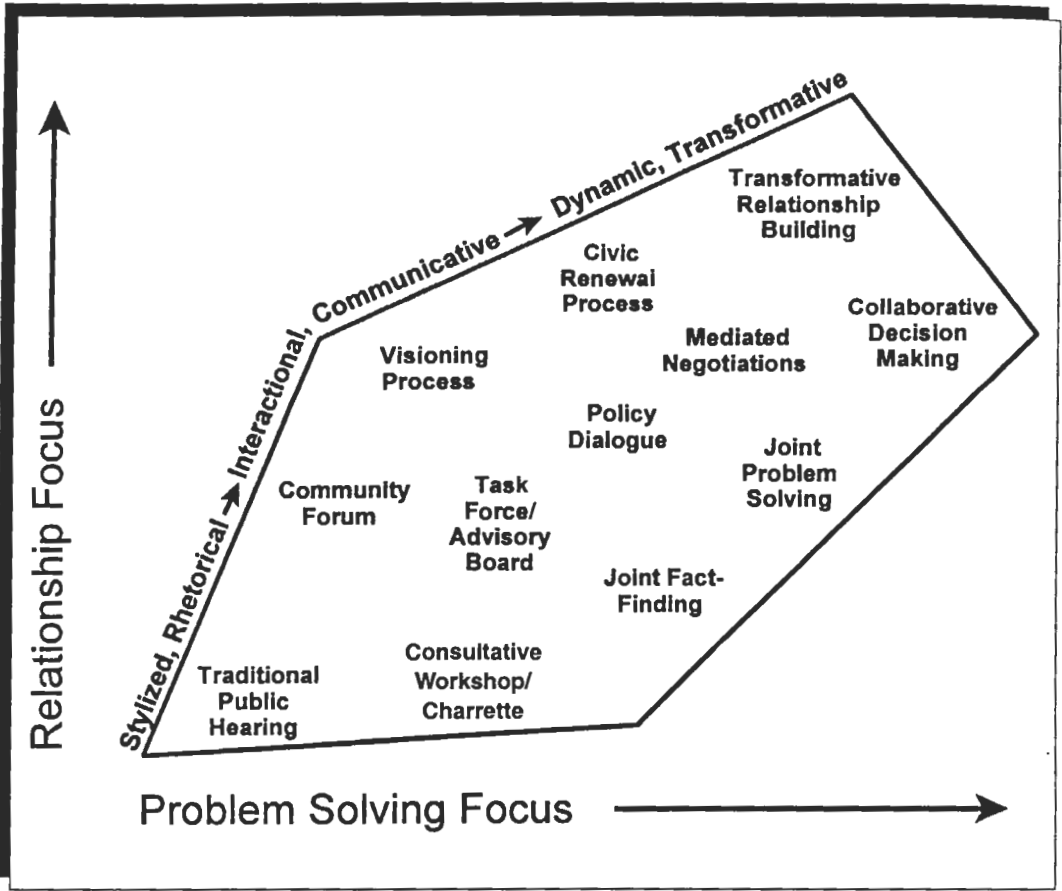 Relationship Focus
Stylized, Rhetorical → Interactional, Communicative → Dynamic, Transformative
Transformative
Relationship
Building
Civic
Renewal
Process
Collaborative
Decision
Making
Mediated
Negotiations
Visioning
Process
Policy
Dialogue
Joint
Problem
Solving
Community
Forum
Task
Force/
Advisory
Board
Joint Fact-
Finding
Consultative
Workshop/
Charrette
Traditional
Public
Hearing
Problem Solving Focus